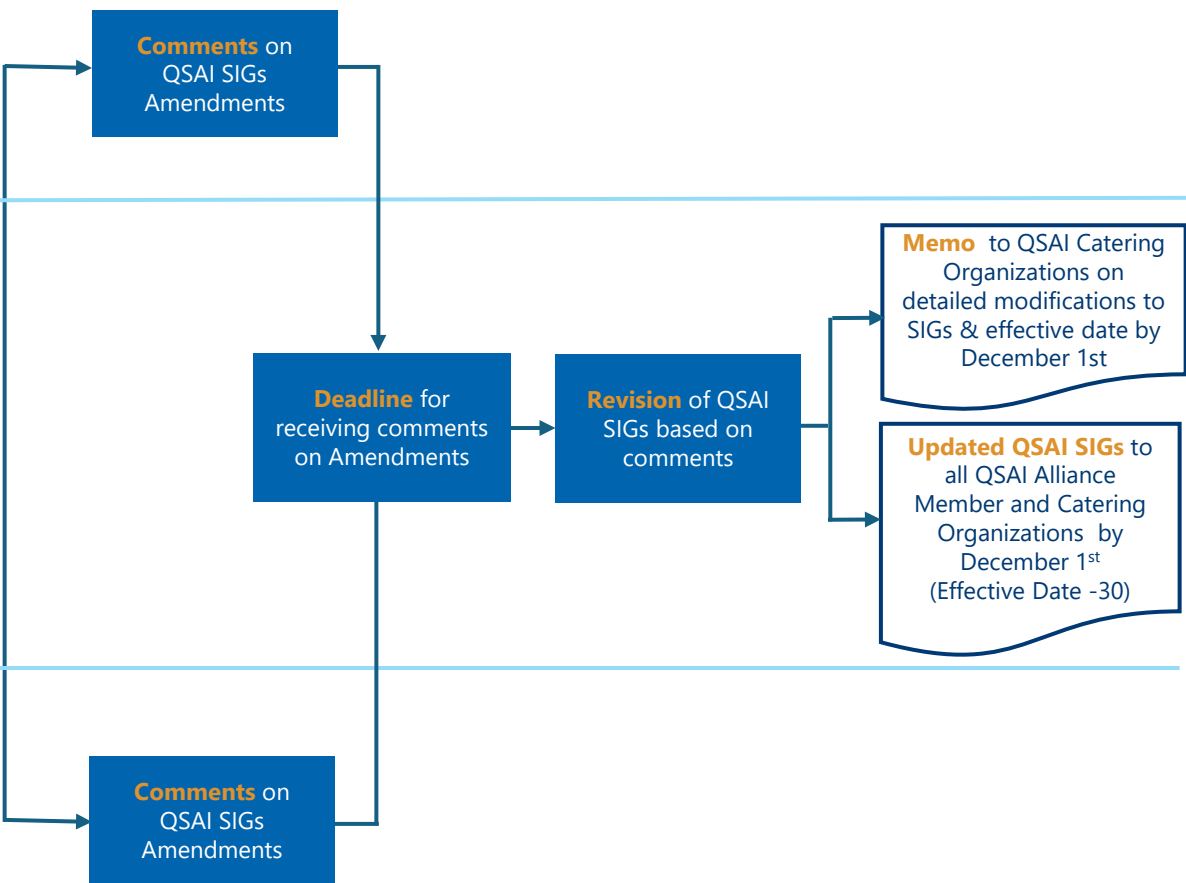 Comments on
QSAI SIGs
Amendments
Memo to QSAI Catering
Organizations on
detailed modifications to
SIGs & effective date by
December 1st
Deadline for
receiving comments
on Amendments
Revision of QSAI
SIGs based on
comments
Updated QSAI SIGs to
all QSAI Alliance
Member and Catering
Organizations by
December 1st
(Effective Date -30)
Comments on
QSAI SIGs
Amendments